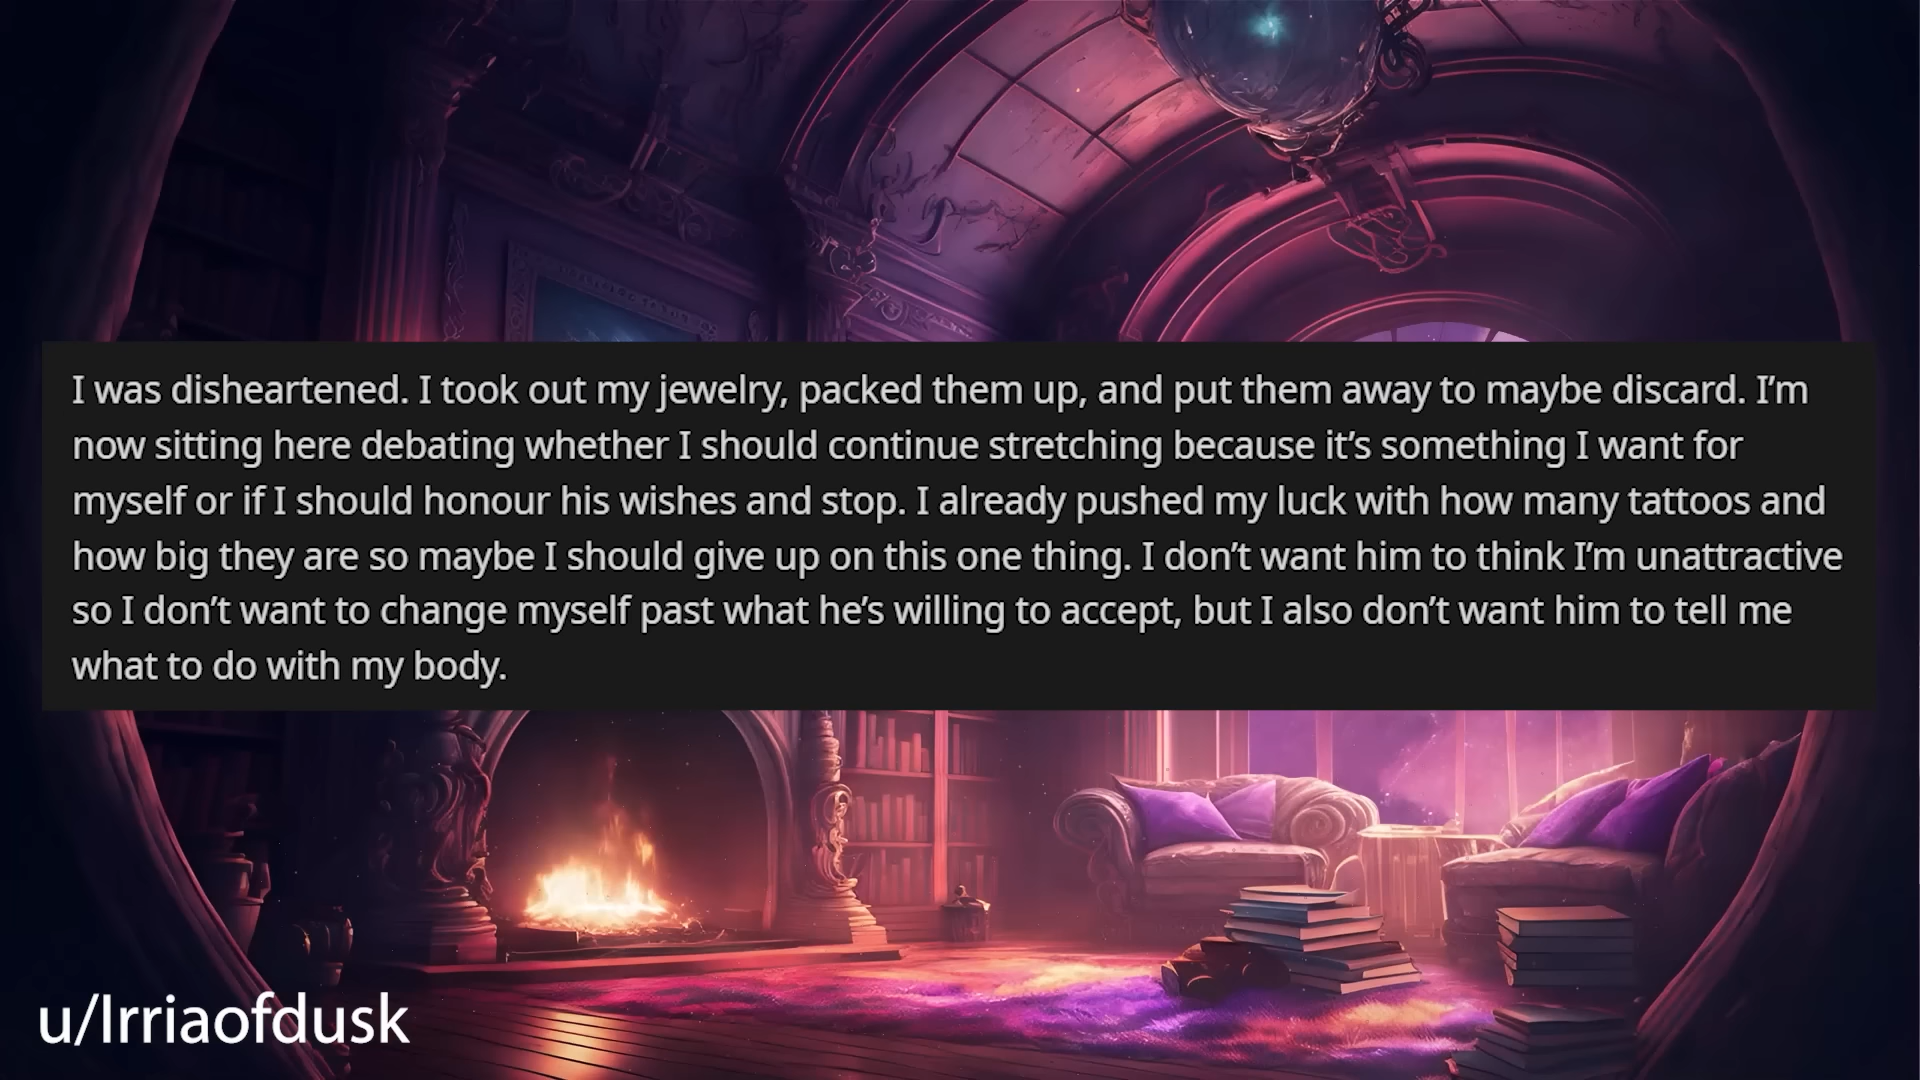 I was disheartened. I took out my jewelry, packed them up, and put them away to maybe discard. I’m
now sitting here debating whether I should continue stretching because it’s something I want for
myself or if I should honour his wishes and stop. I already pushed my luck with how many tattoos and
how big they are so maybe I should give up on this one thing. I don’t want him to think I’m unattractive
so I don’t want to change myself past what he’s willing to accept, but I also don’t want him to tell me
what to do with my body.
u/Irriaofdusk